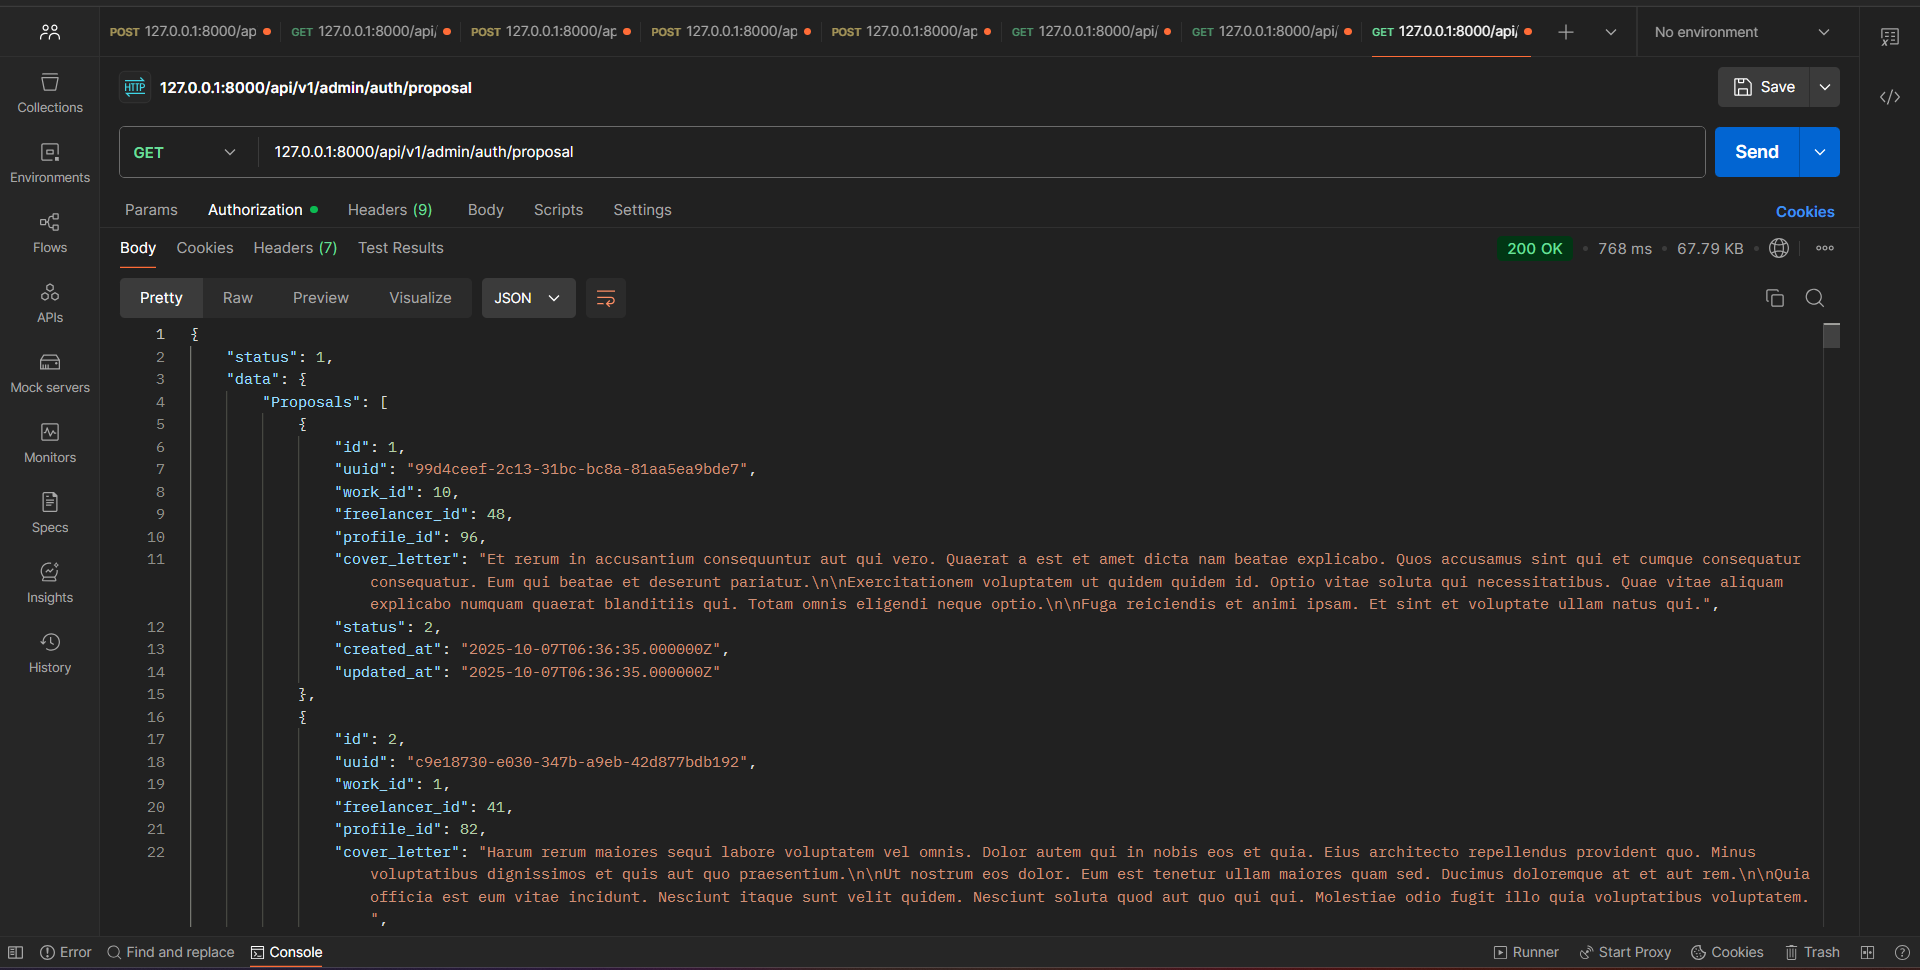 POST 127.0.0.1:8000/ap
GET 127.0.0.1:8000/api/
POST 127.0.0.1:8000/ap
POST 127.0.0.1:8000/ap
POST 127.0.0.1:8000/ap
GET 127.0.0.1:8000/api/
GET 127.0.0.1:8000/api/
GET 127.0.0.1:8000/api/
No environment
Collections
Environments
Flows
APIs
Mock servers
Monitors
Specs
Insights
History
HTTP 127.0.0.1:8000/api/v1/admin/auth/proposal
Save
GET 127.0.0.1:8000/api/v1/admin/auth/proposal
Send
Params Authorization Headers (9) Body Scripts Settings
Cookies
Body Cookies Headers (7) Test Results
200 OK 768 ms 67.79 KB
Pretty Raw Preview Visualize JSON
1 {
2 "status": 1,
3 "data": {
4 "Proposals": [
5 {
6 "id": 1,
7 "uuid": "99d4ceef-2c13-31bc-bc8a-81aa5ea9bde7",
8 "work_id": 10,
9 "freelancer_id": 48,
10 "profile_id": 96,
11 "cover_letter": "Et rerum in accusantium consequuntur aut qui vero. Quaerat a est et amet dicta nam beatae explicabo. Quos accusamus sint qui et cumque consequatur
consequatur. Eum qui beatae et deserunt pariatur.\n\nExercitationem voluptatem ut quidem quidem id. Optio vitae soluta qui necessitatibus. Quae vitae aliquam
explicabo numquam quaerat blanditiis qui. Totam omnis eligendi neque optio.\n\nFuga reiciendis et animi ipsam. Et sint et voluptate ullam natus qui.",
12 "status": 2,
13 "created_at": "2025-10-07T06:36:35.000000Z",
14 "updated_at": "2025-10-07T06:36:35.000000Z"
15 },
16 {
17 "id": 2,
18 "uuid": "c9e18730-e030-347b-a9eb-42d877bdb192",
19 "work_id": 1,
20 "freelancer_id": 41,
21 "profile_id": 82,
22 "cover_letter": "Harum rerum maiores sequi labore voluptatem vel omnis. Dolor autem qui in nobis eos et quia. Eius architecto repellendus provident quo. Minus
voluptatibus dignissimos et quis aut quo praesentium.\n\nUt nostrum eos dolor. Eum est tenetur ullam maiores quam sed. Ducimus doloremque at et aut rem.\n\nQuia
officia est eum vitae incidunt. Nesciunt itaque sunt velit quidem. Nesciunt soluta quod aut quo qui qui. Molestiae odio fugit illo quia voluptatibus voluptatem.
",
Error Find and replace Console
Runner Start Proxy Cookies Trash